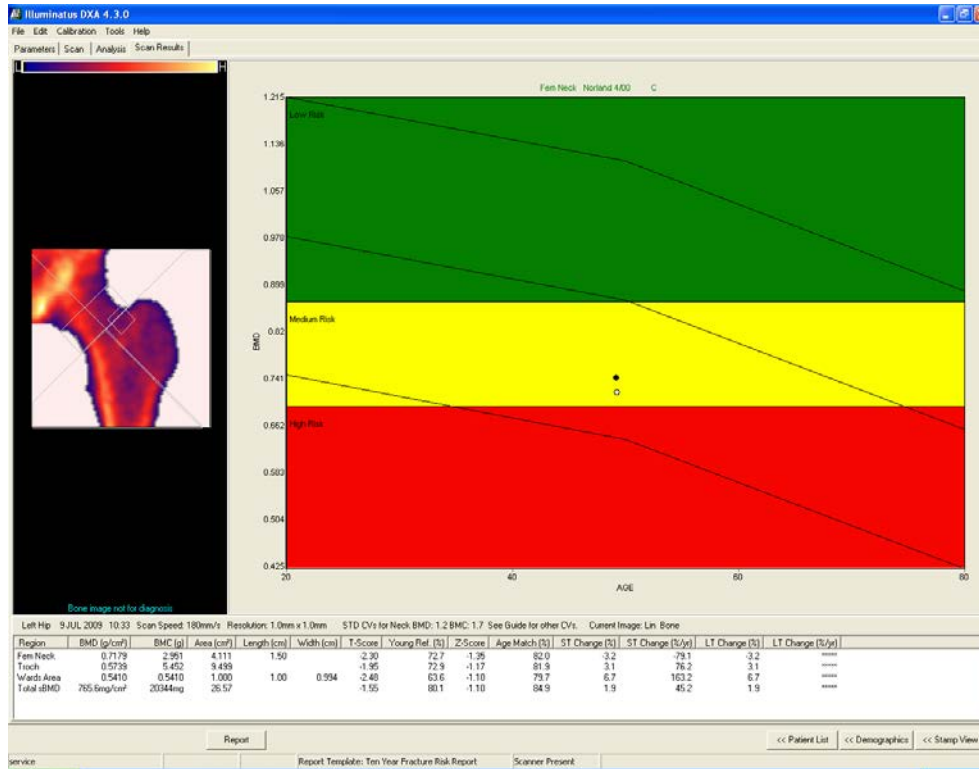 Illuminatus DXA 4.3.0
File Edit Calibration Tools Help
Parameters Scan Analysis Scan Results
L H
Fem Neck Norland 4/00 C
1.215
Low Risk
1.136
1.057
0.978
0.899
Medium Risk
0.82
BMD
0.741
0.662
High Risk
0.583
0.504
0.425
20 40 60 80
AGE
Bone image not for diagnosis
Left Hip 9JUL 2009 10:33 Scan Speed: 180mm/s Resolution: 1.0mm x 1.0mm STD CVs for Neck BMD: 1.2 BMC: 1.7 See Guide for other CVs. Current Image: Lin Bone
Region BMD (g/cm²) BMC (g) Area (cm²) Length (cm) Width (cm) T-Score Young Ref. (%) Z-Score Age Match (%) ST Change (%) ST Change (%/yr) LT Change (%) LT Change (%/yr)
Fem Neck 0.7179 2.951 4.111 1.50 -2.30 72.7 -1.35 82.0 -3.2 -79.1 -3.2 *****
Troch 0.5739 5.452 9.499 -1.95 72.9 -1.17 81.9 3.1 76.2 3.1 *****
Wards Area 0.5410 0.5410 1.000 1.00 0.994 -2.48 63.6 -1.10 79.7 6.7 163.2 6.7 *****
Total sBMD 765.6mg/cm² 20344mg 26.57 -1.55 80.1 -1.10 84.9 1.9 45.2 1.9 *****
Report << Patient List << Demographics << Stamp View
service Report Template: Ten Year Fracture Risk Report Scanner Present